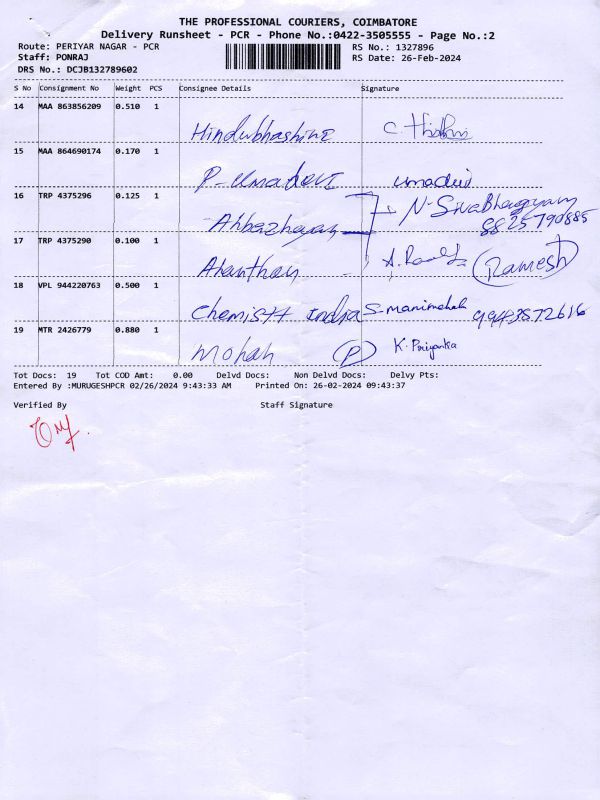 THE PROFESSIONAL COURIERS, COIMBATORE
Delivery Runsheet - PCR - Phone No.:0422-3505555 - Page No.:2
Route: PERIYAR NAGAR - PCR RS No.: 1327896
Staff: PONRAJ RS Date: 26-Feb-2024
DRS No.: DCJB132789602
S No Consignment No Weight PCS Consignee Details Signature
14 MAA 863856209 0.510 1
Hindubhashine
15 MAA 864690174 0.170 1
P-Umadevi umadevi
16 TRP 4375296 0.125 1
N-SivaBhagyam
8825790885
17 TRP 4375290 0.100 1
Ananthan Ramesh
18 VPL 944220763 0.500 1
Chemist India S-manimehak 9943572616
19 MTR 2426779 0.880 1
Mohan P K. Priyanka
Tot Docs: 19 Tot COD Amt: 0.00 Delvd Docs: Non Delvd Docs: Delvy Pts:
Entered By :MURUGESHPCR 02/26/2024 9:43:33 AM Printed On: 26-02-2024 09:43:37
Verified By Staff Signature